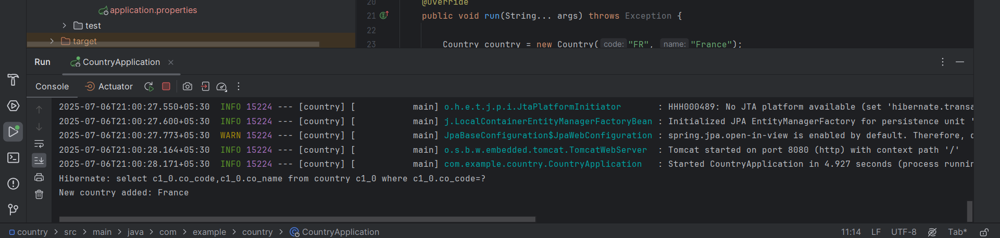 application.properties
test
target
20 @Override
21 public void run(String... args) throws Exception {
22
23 Country country = new Country( code: "FR", name: "France");
Run CountryApplication
Console Actuator
2025-07-06T21:00:27.550+05:30 INFO 15224 --- [country] [ main] o.h.e.t.j.p.i.JtaPlatformInitiator : HHH000489: No JTA platform available (set 'hibernate.transa
2025-07-06T21:00:27.600+05:30 INFO 15224 --- [country] [ main] j.LocalContainerEntityManagerFactoryBean : Initialized JPA EntityManagerFactory for persistence unit '
2025-07-06T21:00:27.773+05:30 WARN 15224 --- [country] [ main] JpaBaseConfiguration$JpaWebConfiguration : spring.jpa.open-in-view is enabled by default. Therefore,
2025-07-06T21:00:28.164+05:30 INFO 15224 --- [country] [ main] o.s.b.w.embedded.tomcat.TomcatWebServer : Tomcat started on port 8080 (http) with context path '/'
2025-07-06T21:00:28.171+05:30 INFO 15224 --- [country] [ main] com.example.country.CountryApplication : Started CountryApplication in 4.927 seconds (process runnin
Hibernate: select c1_0.co_code,c1_0.co_name from country c1_0 where c1_0.co_code=?
New country added: France
country > src > main > java > com > example > country > CountryApplication 11:14 LF UTF-8 Tab*